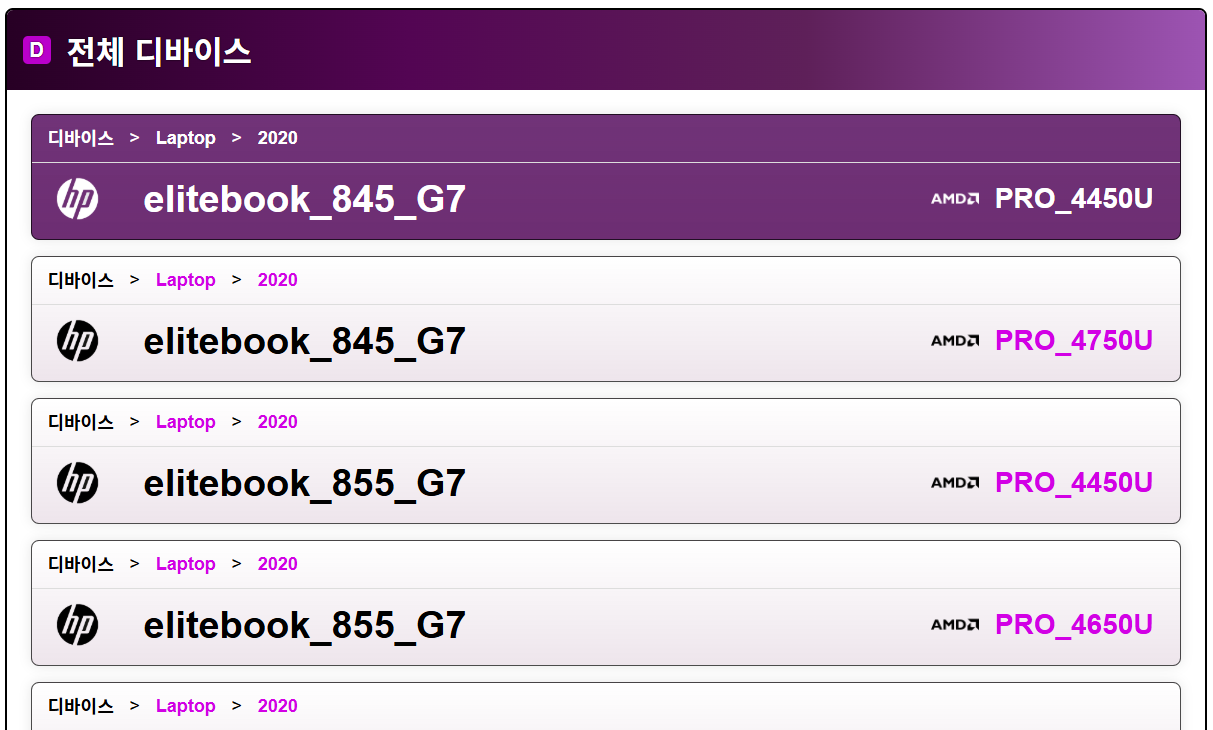 D 전체 디바이스
디바이스 > Laptop > 2020
hp elitebook_845_G7 AMD PRO_4450U
디바이스 > Laptop > 2020
hp elitebook_845_G7 AMD PRO_4750U
디바이스 > Laptop > 2020
hp elitebook_855_G7 AMD PRO_4450U
디바이스 > Laptop > 2020
hp elitebook_855_G7 AMD PRO_4650U
디바이스 > Laptop > 2020